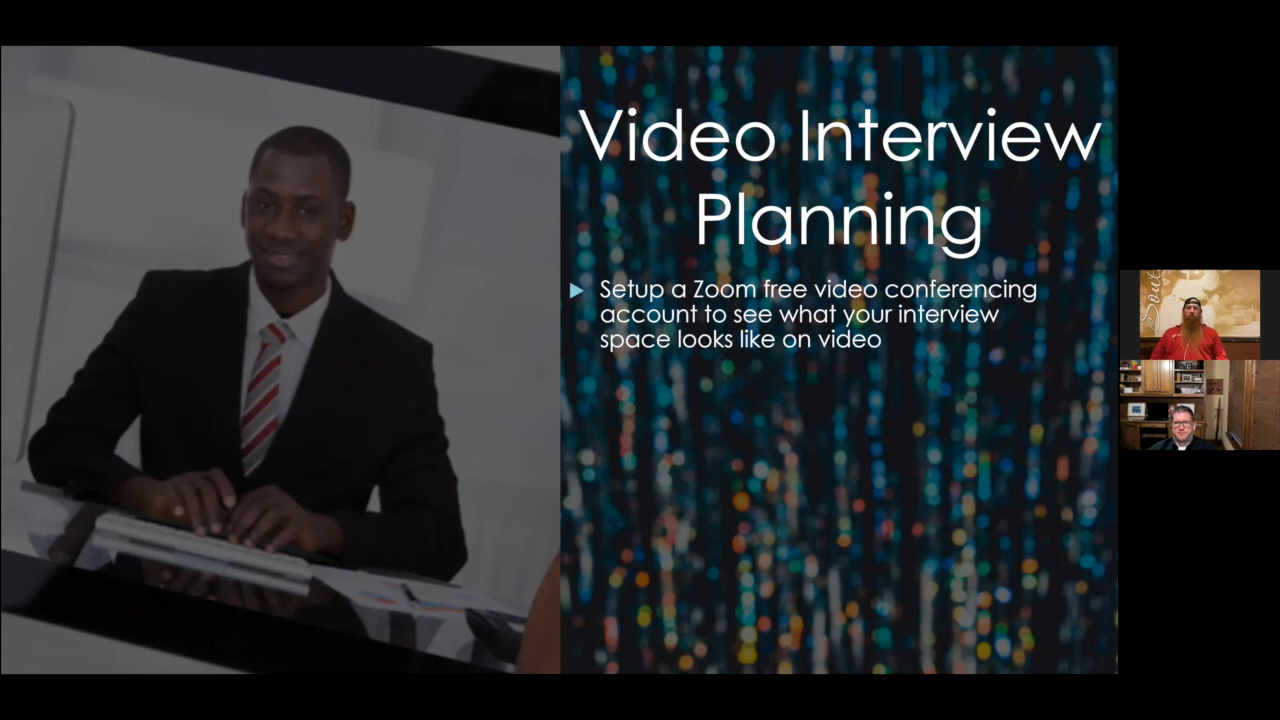 Video Interview
Planning
Setup a Zoom free video conferencing
account to see what your interview
space looks like on video